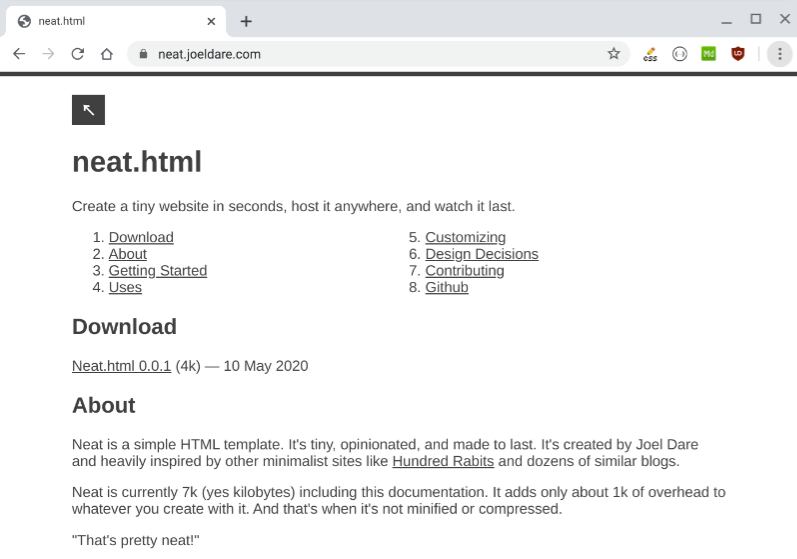 neat.html
neat.joeldare.com
css
Md
neat.html
Create a tiny website in seconds, host it anywhere, and watch it last.
1. Download
2. About
3. Getting Started
4. Uses
5. Customizing
6. Design Decisions
7. Contributing
8. Github
Download
Neat.html 0.0.1 (4k) — 10 May 2020
About
Neat is a simple HTML template. It's tiny, opinionated, and made to last. It's created by Joel Dare
and heavily inspired by other minimalist sites like Hundred Rabits and dozens of similar blogs.
Neat is currently 7k (yes kilobytes) including this documentation. It adds only about 1k of overhead to
whatever you create with it. And that's when it's not minified or compressed.
"That's pretty neat!"